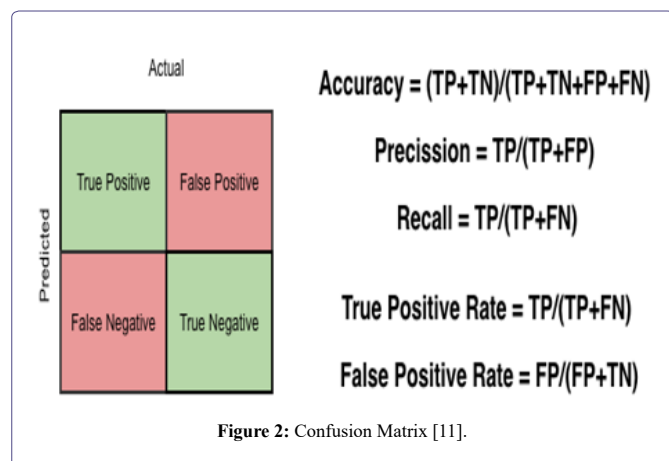 Actual
Predicted
True Positive
False Positive
False Negative
True Negative
Accuracy = (TP+TN)/(TP+TN+FP+FN)
Precission = TP/(TP+FP)
Recall = TP/(TP+FN)
True Positive Rate = TP/(TP+FN)
False Positive Rate = FP/(FP+TN)
Figure 2: Confusion Matrix [11].